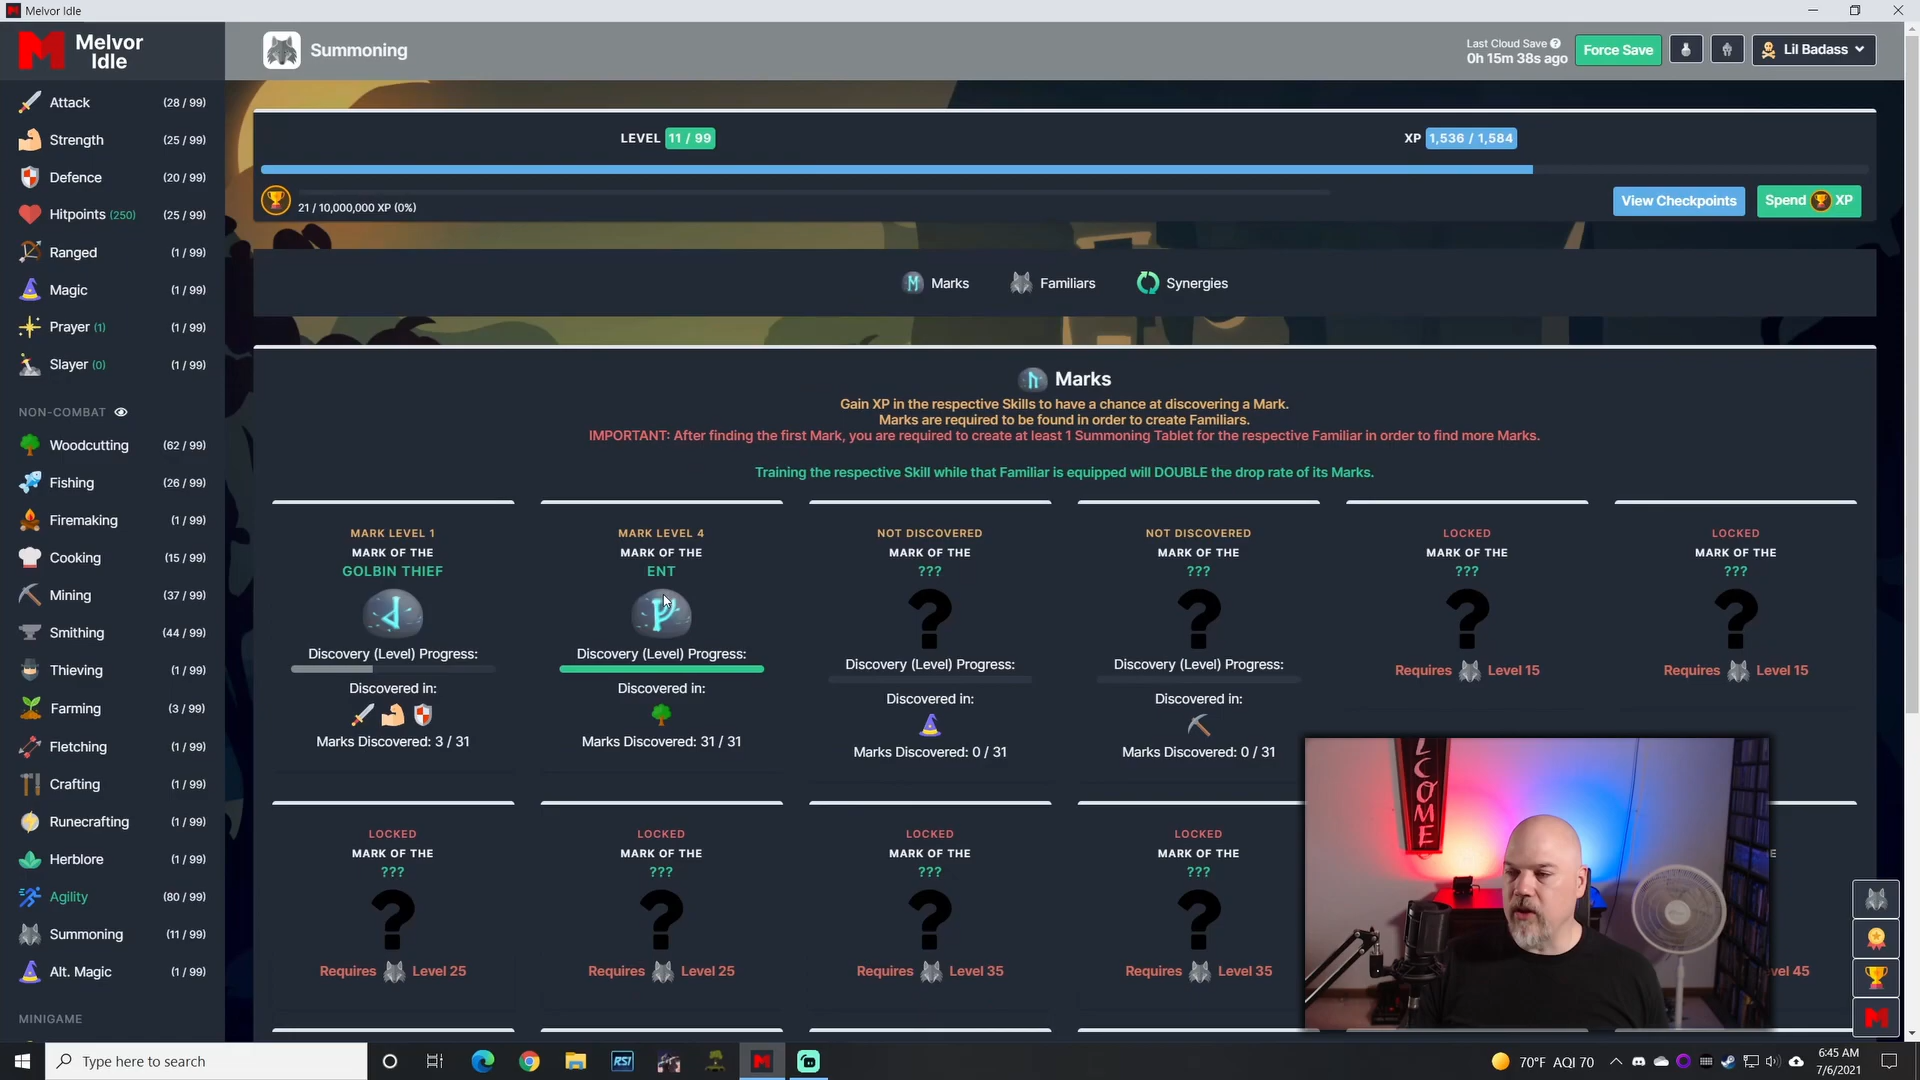 Melvor Idle
Melvor
Idle
Summoning
Last Cloud Save
0h 15m 38s ago
Force Save
Lil Badass
Attack (28 / 99)
Strength (25 / 99)
Defence (20 / 99)
Hitpoints (250) (25 / 99)
Ranged (1 / 99)
Magic (1 / 99)
Prayer (1) (1 / 99)
Slayer (0) (1 / 99)
NON-COMBAT
Woodcutting (62 / 99)
Fishing (26 / 99)
Firemaking (1 / 99)
Cooking (15 / 99)
Mining (37 / 99)
Smithing (44 / 99)
Thieving (1 / 99)
Farming (3 / 99)
Fletching (1 / 99)
Crafting (1 / 99)
Runecrafting (1 / 99)
Herblore (1 / 99)
Agility (80 / 99)
Summoning (11 / 99)
Alt. Magic (1 / 99)
MINIGAME
LEVEL 11 / 99
XP 1,536 / 1,584
21 / 10,000,000 XP (0%)
View Checkpoints
Spend XP
Marks
Familiars
Synergies
Marks
Gain XP in the respective Skills to have a chance at discovering a Mark.
Marks are required to be found in order to create Familiars.
IMPORTANT: After finding the first Mark, you are required to create at least 1 Summoning Tablet for the respective Familiar in order to find more Marks.
Training the respective Skill while that Familiar is equipped will DOUBLE the drop rate of its Marks.
MARK LEVEL 1
MARK OF THE
GOLBIN THIEF
Discovery (Level) Progress:
Discovered in:
Marks Discovered: 3 / 31
MARK LEVEL 4
MARK OF THE
ENT
Discovery (Level) Progress:
Discovered in:
Marks Discovered: 31 / 31
NOT DISCOVERED
MARK OF THE
???
Discovery (Level) Progress:
Discovered in:
Marks Discovered: 0 / 31
NOT DISCOVERED
MARK OF THE
???
Discovery (Level) Progress:
Discovered in:
Marks Discovered: 0 / 31
LOCKED
MARK OF THE
???
Requires Level 15
LOCKED
MARK OF THE
???
Requires Level 15
LOCKED
MARK OF THE
???
Requires Level 25
LOCKED
MARK OF THE
???
Requires Level 25
LOCKED
MARK OF THE
???
Requires Level 35
LOCKED
MARK OF THE
???
Requires Level 35
LCOME
E
vel 45
Type here to search
RSI
70°F AQI 70
6:45 AM
7/6/2021